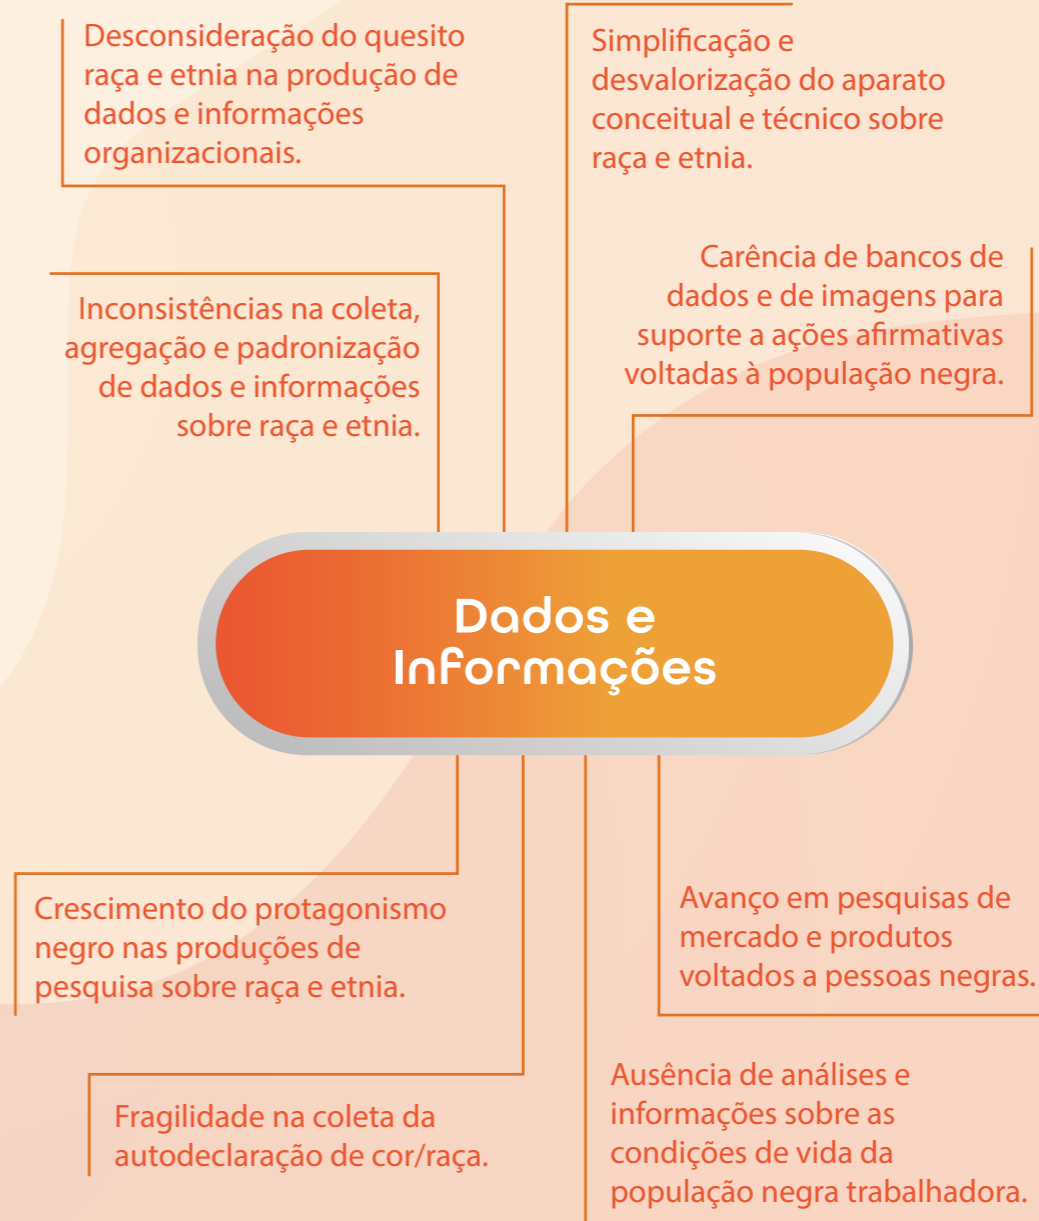 Desconsideração do quesito
raça e etnia na produção de
dados e informações
organizacionais.
Simplificação e
desvalorização do aparato
conceitual e técnico sobre
raça e etnia.
Inconsistências na coleta,
agregação e padronização
de dados e informações
sobre raça e etnia.
Carência de bancos de
dados e de imagens para
suporte a ações afirmativas
voltadas à população negra.
Dados e
Informações
Crescimento do protagonismo
negro nas produções de
pesquisa sobre raça e etnia.
Avanço em pesquisas de
mercado e produtos
voltados a pessoas negras.
Fragilidade na coleta da
autodeclaração de cor/raça.
Ausência de análises e
informações sobre as
condições de vida da
população negra trabalhadora.